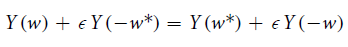 Y(w) + ϵ Y(−w*) = Y(w*) + ϵ Y(−w)